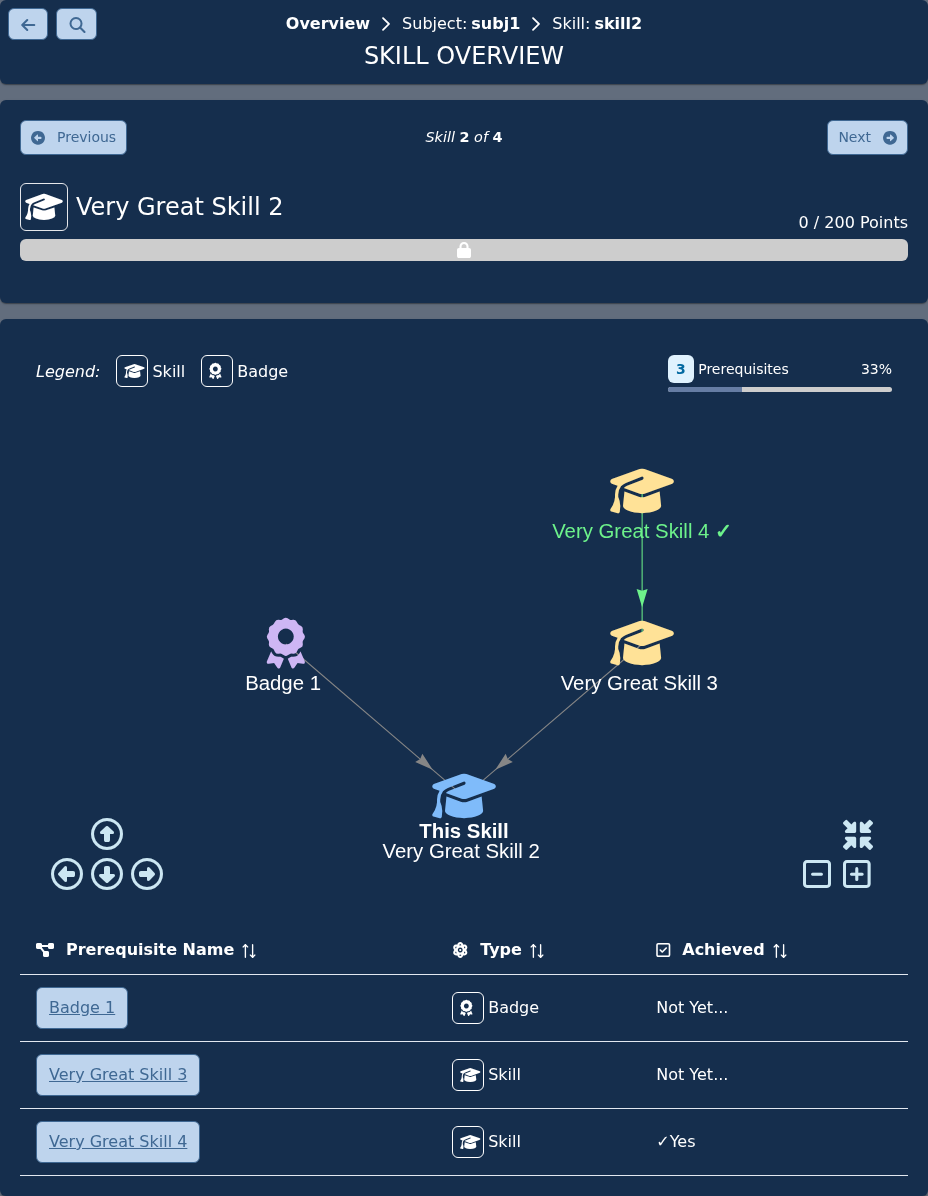 Overview > Subject: subj1 > Skill: skill2
SKILL OVERVIEW
Previous
Skill 2 of 4
Next
Very Great Skill 2
0 / 200 Points
Legend: Skill Badge
3 Prerequisites 33%
Very Great Skill 4 ✓
Badge 1
Very Great Skill 3
This Skill
Very Great Skill 2
Prerequisite Name Type Achieved
Badge 1 Badge Not Yet...
Very Great Skill 3 Skill Not Yet...
Very Great Skill 4 Skill ✓Yes